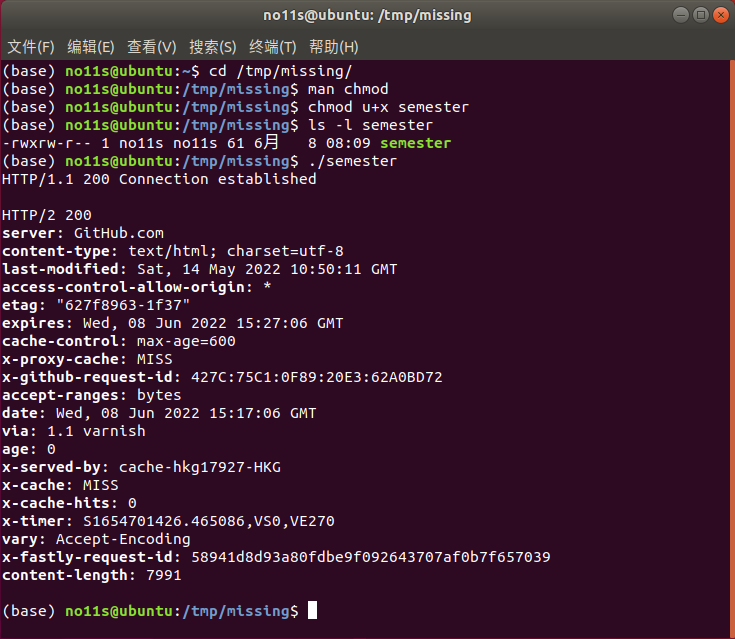 no11s@ubuntu: /tmp/missing
文件(F) 编辑(E) 查看(V) 搜索(S) 终端(T) 帮助(H)
(base) no11s@ubuntu:~$ cd /tmp/missing/
(base) no11s@ubuntu:/tmp/missing$ man chmod
(base) no11s@ubuntu:/tmp/missing$ chmod u+x semester
(base) no11s@ubuntu:/tmp/missing$ ls -l semester
-rwxrw-r-- 1 no11s no11s 61 6月   8 08:09 semester
(base) no11s@ubuntu:/tmp/missing$ ./semester
HTTP/1.1 200 Connection established

HTTP/2 200
server: GitHub.com
content-type: text/html; charset=utf-8
last-modified: Sat, 14 May 2022 10:50:11 GMT
access-control-allow-origin: *
etag: "627f8963-1f37"
expires: Wed, 08 Jun 2022 15:27:06 GMT
cache-control: max-age=600
x-proxy-cache: MISS
x-github-request-id: 427C:75C1:0F89:20E3:62A0BD72
accept-ranges: bytes
date: Wed, 08 Jun 2022 15:17:06 GMT
via: 1.1 varnish
age: 0
x-served-by: cache-hkg17927-HKG
x-cache: MISS
x-cache-hits: 0
x-timer: S1654701426.465086,VS0,VE270
vary: Accept-Encoding
x-fastly-request-id: 58941d8d93a80fdbe9f092643707af0b7f657039
content-length: 7991

(base) no11s@ubuntu:/tmp/missing$